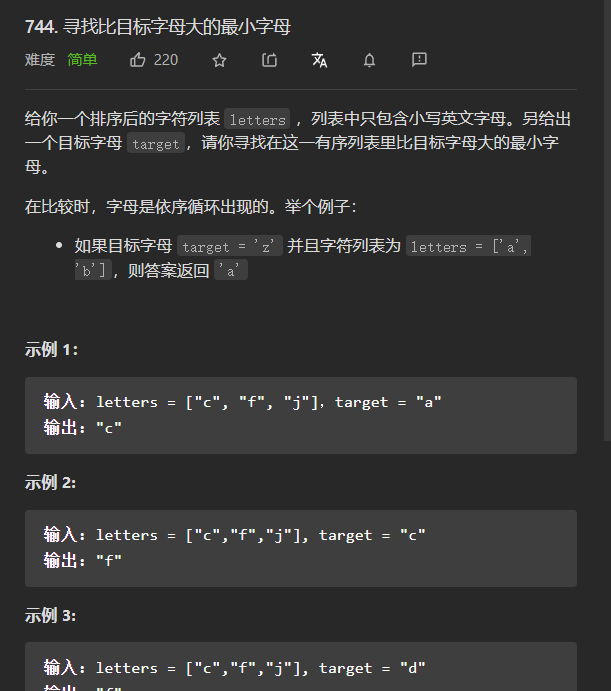 744. 寻找比目标字母大的最小字母
难度 简单 220
给你一个排序后的字符列表 letters ，列表中只包含小写英文字母。另给出
一个目标字母 target，请你寻找在这一有序列表里比目标字母大的最小字
母。
在比较时，字母是依序循环出现的。举个例子：
• 如果目标字母 target = 'z' 并且字符列表为 letters = ['a',
'b']，则答案返回 'a'
示例 1：
输入：letters = ["c", "f", "j"]，target = "a"
输出："c"
示例 2:
输入：letters = ["c","f","j"], target = "c"
输出："f"
示例 3:
输入：letters = ["c","f","j"], target = "d"